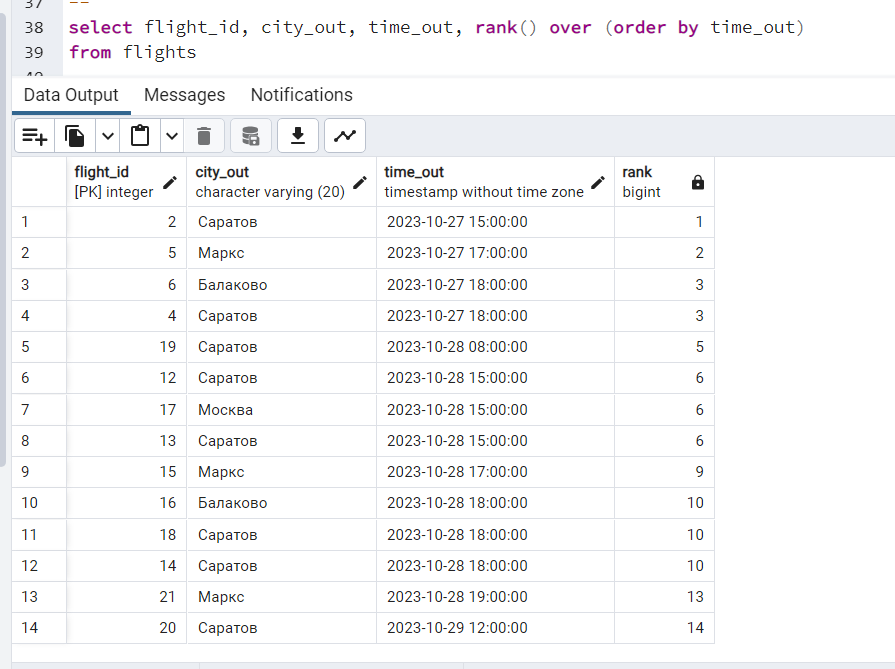 37 --
38 select flight_id, city_out, time_out, rank() over (order by time_out)
39 from flights
40
Data Output Messages Notifications
flight_id city_out time_out rank
[PK] integer character varying (20) timestamp without time zone bigint
1 2 Саратов 2023-10-27 15:00:00 1
2 5 Маркс 2023-10-27 17:00:00 2
3 6 Балаково 2023-10-27 18:00:00 3
4 4 Саратов 2023-10-27 18:00:00 3
5 19 Саратов 2023-10-28 08:00:00 5
6 12 Саратов 2023-10-28 15:00:00 6
7 17 Москва 2023-10-28 15:00:00 6
8 13 Саратов 2023-10-28 15:00:00 6
9 15 Маркс 2023-10-28 17:00:00 9
10 16 Балаково 2023-10-28 18:00:00 10
11 18 Саратов 2023-10-28 18:00:00 10
12 14 Саратов 2023-10-28 18:00:00 10
13 21 Маркс 2023-10-28 19:00:00 13
14 20 Саратов 2023-10-29 12:00:00 14